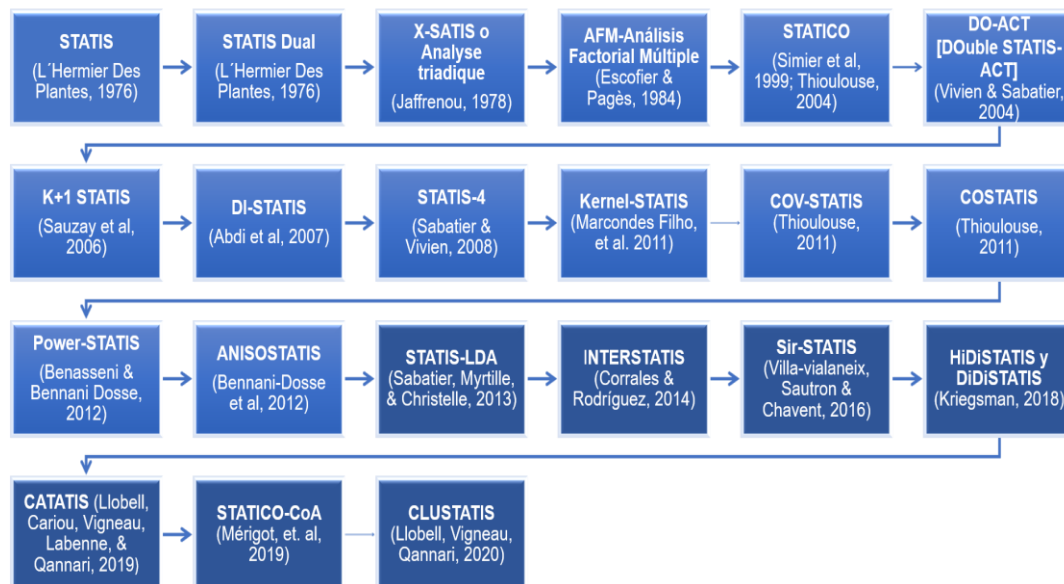 STATIS
(L´Hermier Des
Plantes, 1976)
STATIS Dual
(L´Hermier Des
Plantes, 1976)
X-SATIS o
Analyse
triadique
(Jaffrenou, 1978)
AFM-Análisis
Factorial Múltiple
(Escofier &
Pagès, 1984)
STATICO
(Simier et al,
1999; Thioulouse,
2004)
DO-ACT
[DOuble STATIS-
ACT]
(Vivien & Sabatier,
2004)
K+1 STATIS
(Sauzay et al,
2006)
DI-STATIS
(Abdi et al, 2007)
STATIS-4
(Sabatier &
Vivien, 2008)
Kernel-STATIS
(Marcondes Filho,
et al. 2011)
COV-STATIS
(Thioulouse,
2011)
COSTATIS
(Thioulouse,
2011)
Power-STATIS
(Benasseni &
Bennani Dosse,
2012)
ANISOSTATIS
(Bennani-Dosse
et al, 2012)
STATIS-LDA
(Sabatier, Myrtille,
& Christelle, 2013)
INTERSTATIS
(Corrales &
Rodríguez, 2014)
Sir-STATIS
(Villa-vialaneix,
Sautron &
Chavent, 2016)
HiDiSTATIS y
DiDiSTATIS
(Kriegsman, 2018)
CATATIS (Llobell,
Cariou, Vigneau,
Labenne, &
Qannari, 2019)
STATICO-CoA
(Mérigot, et. al,
2019)
CLUSTATIS
(Llobell, Vigneau,
Qannari, 2020)